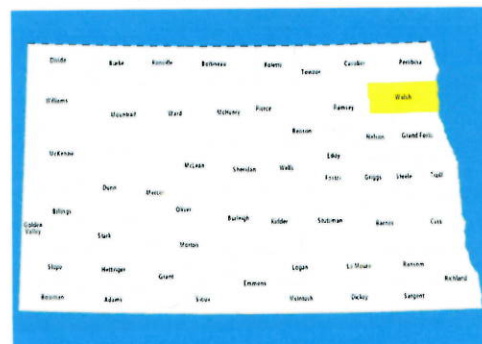 Divide Burke Renville Bottineau Rolette Towner Cavalier Pembina
Williams Mountrail Ward McHenry Pierce Ramsey Walsh
Benson Nelson Grand Forks
McKenzie McLean Sheridan Wells Eddy
Dunn Mercer Foster Griggs Steele Traill
Billings Oliver Burleigh Kidder Stutsman Barnes Cass
Golden
Valley
Stark Morton
Slope Hettinger Grant Logan La Moure Ransom Richland
Bowman Adams Sioux Emmons McIntosh Dickey Sargent